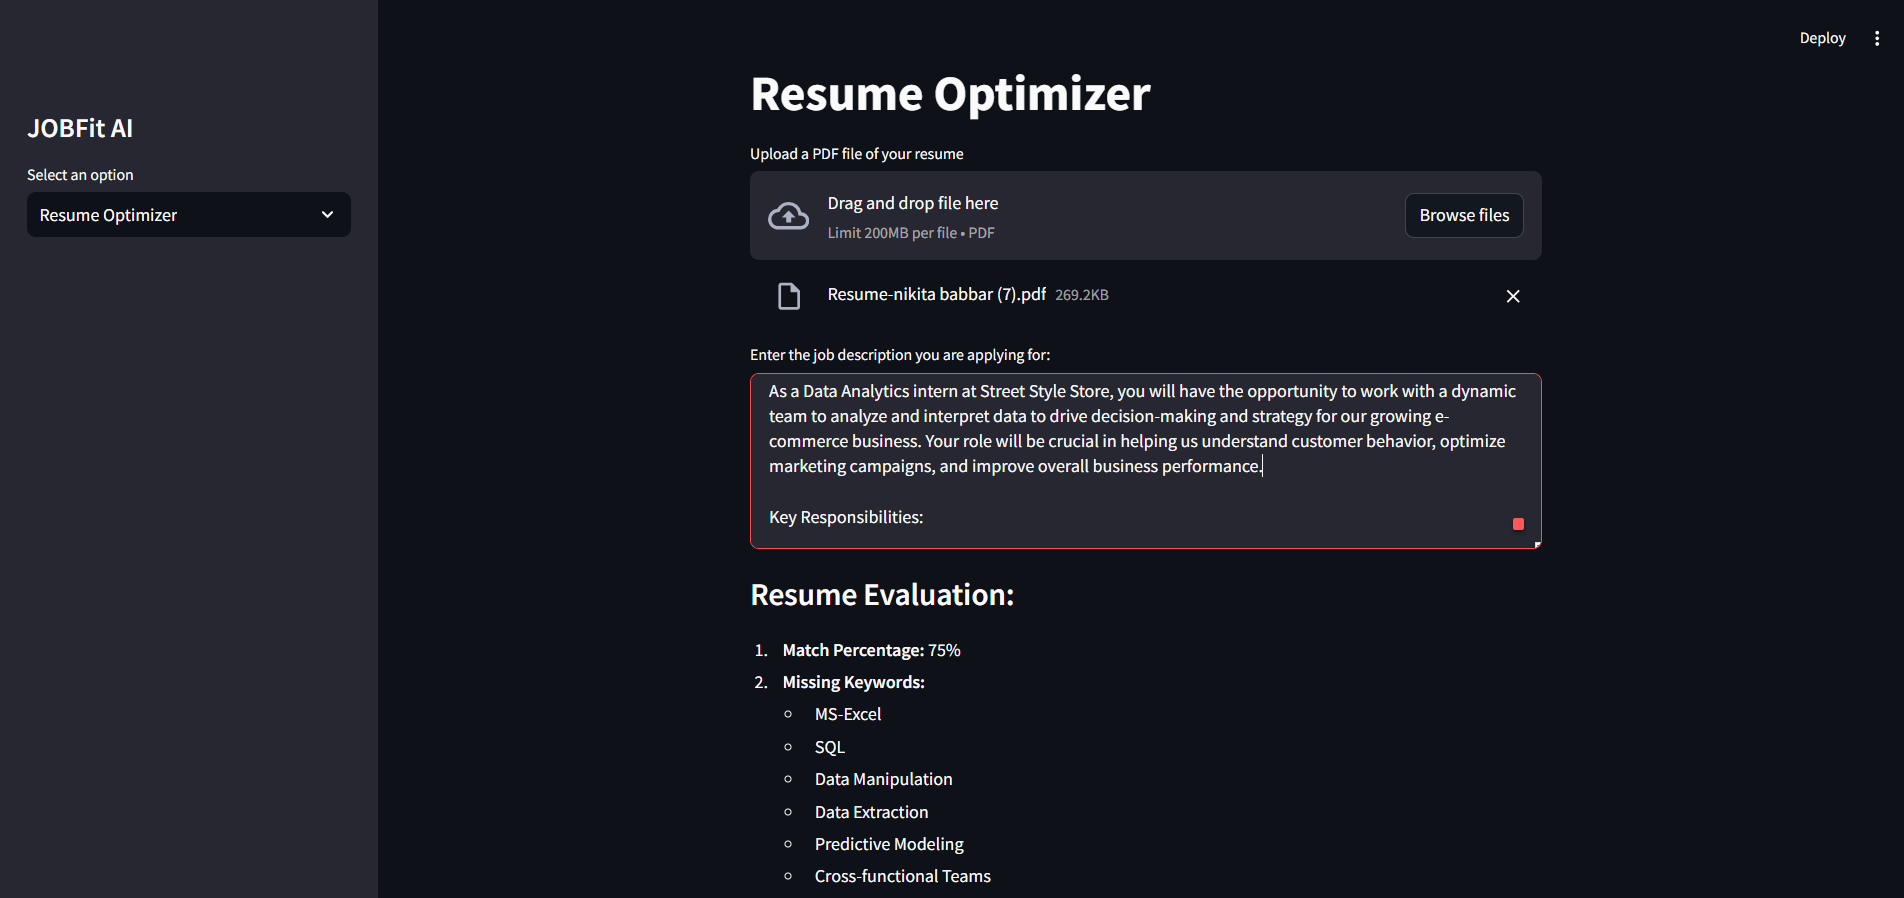 Deploy
JOBFit AI
Select an option
Resume Optimizer
Resume Optimizer
Upload a PDF file of your resume
Drag and drop file here
Limit 200MB per file • PDF
Browse files
Resume-nikita babbar (7).pdf 269.2KB
Enter the job description you are applying for:
As a Data Analytics intern at Street Style Store, you will have the opportunity to work with a dynamic
team to analyze and interpret data to drive decision-making and strategy for our growing e-
commerce business. Your role will be crucial in helping us understand customer behavior, optimize
marketing campaigns, and improve overall business performance.
Key Responsibilities:
Resume Evaluation:
1. Match Percentage: 75%
2. Missing Keywords:
MS-Excel
SQL
Data Manipulation
Data Extraction
Predictive Modeling
Cross-functional Teams